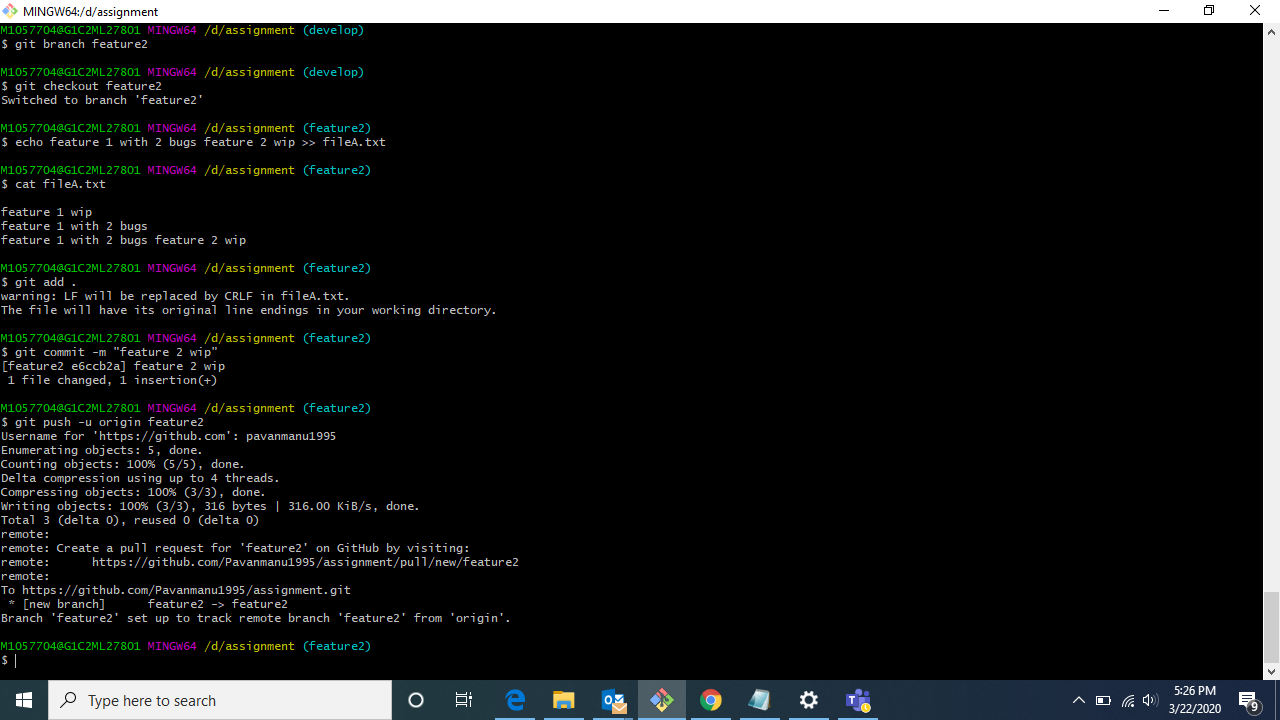 MINGW64:/d/assignment
M1057704@G1C2ML27801 MINGW64 /d/assignment (develop)
$ git branch feature2
M1057704@G1C2ML27801 MINGW64 /d/assignment (develop)
$ git checkout feature2
Switched to branch 'feature2'
M1057704@G1C2ML27801 MINGW64 /d/assignment (feature2)
$ echo feature 1 with 2 bugs feature 2 wip >> fileA.txt
M1057704@G1C2ML27801 MINGW64 /d/assignment (feature2)
$ cat fileA.txt
feature 1 wip
feature 1 with 2 bugs
feature 1 with 2 bugs feature 2 wip
M1057704@G1C2ML27801 MINGW64 /d/assignment (feature2)
$ git add .
warning: LF will be replaced by CRLF in fileA.txt.
The file will have its original line endings in your working directory.
M1057704@G1C2ML27801 MINGW64 /d/assignment (feature2)
$ git commit -m "feature 2 wip"
[feature2 e6ccb2a] feature 2 wip
 1 file changed, 1 insertion(+)
M1057704@G1C2ML27801 MINGW64 /d/assignment (feature2)
$ git push -u origin feature2
Username for 'https://github.com': pavanmanu1995
Enumerating objects: 5, done.
Counting objects: 100% (5/5), done.
Delta compression using up to 4 threads.
Compressing objects: 100% (3/3), done.
Writing objects: 100% (3/3), 316 bytes | 316.00 KiB/s, done.
Total 3 (delta 0), reused 0 (delta 0)
remote:
remote: Create a pull request for 'feature2' on GitHub by visiting:
remote:      https://github.com/Pavanmanu1995/assignment/pull/new/feature2
remote:
To https://github.com/Pavanmanu1995/assignment.git
 * [new branch]      feature2 -> feature2
Branch 'feature2' set up to track remote branch 'feature2' from 'origin'.
M1057704@G1C2ML27801 MINGW64 /d/assignment (feature2)
$
Type here to search
5:26 PM
3/22/2020
9